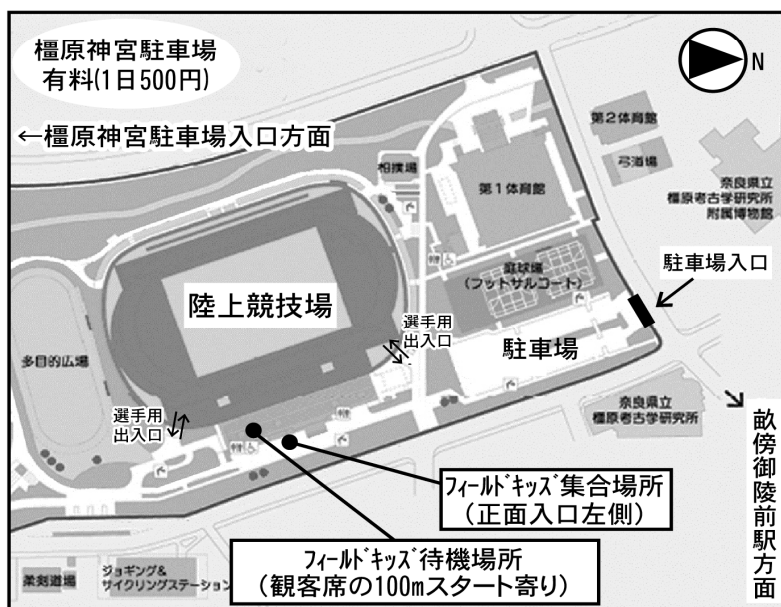 橿原神宮駐車場
有料(1日500円)
←橿原神宮駐車場入口方面
N
第2体育館
弓道場
奈良県立
橿原考古学研究所
附属博物館
相撲場
第1体育館
駐車場入口
庭球場
(フットサルコート)
陸上競技場
選手用
出入口
駐車場
多目的広場
選手用
出入口
奈良県立
橿原考古学研究所
畝傍御陵前駅方面
フィールドキッズ集合場所
(正面入口左側)
フィールドキッズ待機場所
(観客席の100mスタート寄り)
柔剣道場
ジョギング&
サイクリングステーション